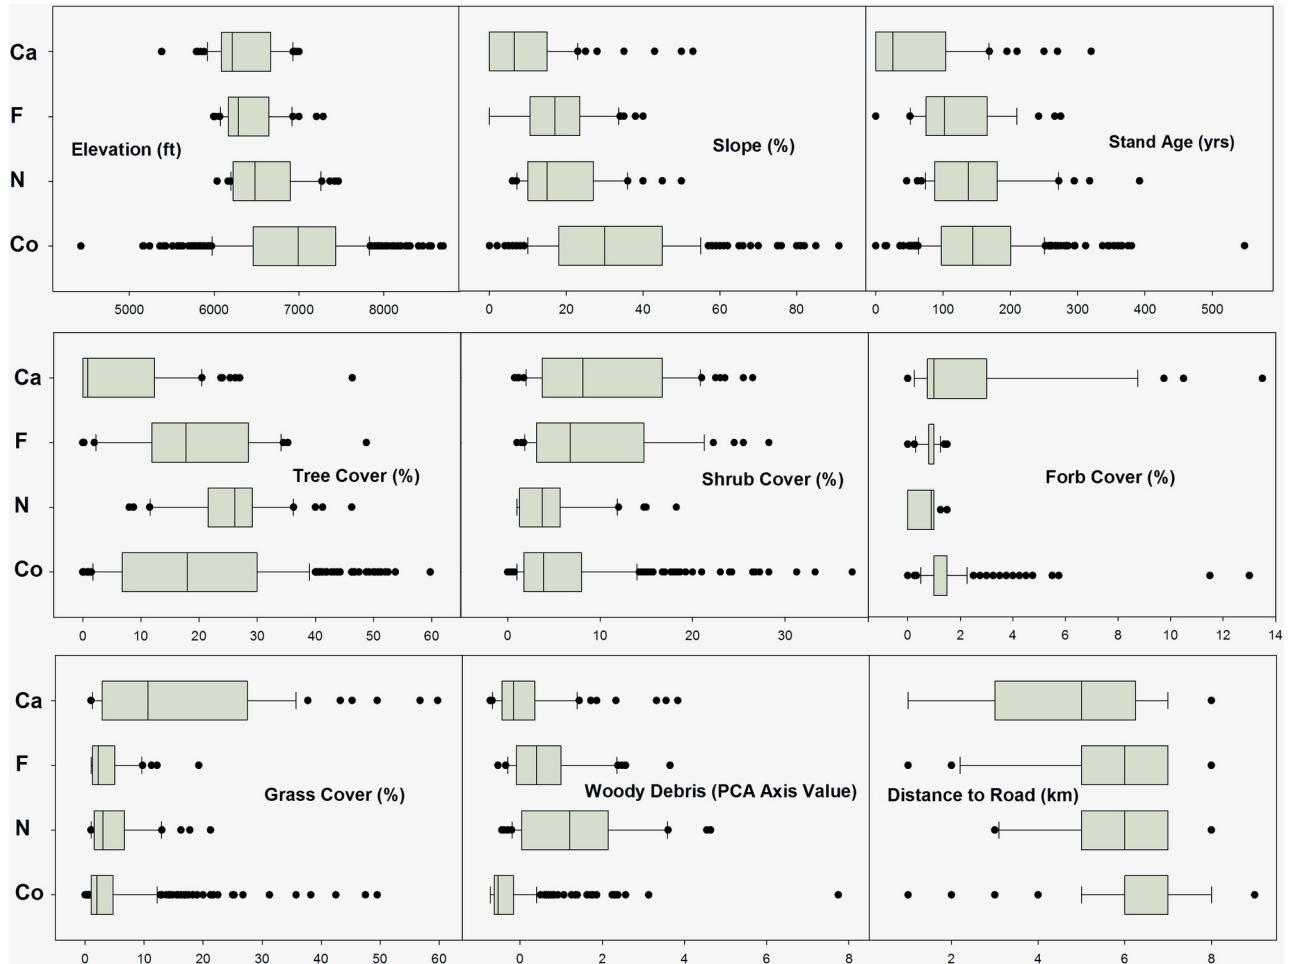 Ca
F
Elevation (ft)
Slope (%)
Stand Age (yrs)
N
Co
5000 6000 7000 8000 0 20 40 60 80 0 100 200 300 400 500
Ca
F
Tree Cover (%)
Shrub Cover (%)
Forb Cover (%)
N
Co
0 10 20 30 40 50 60 0 10 20 30 0 2 4 6 8 10 12 14
Ca
F
Grass Cover (%)
Woody Debris (PCA Axis Value)
Distance to Road (km)
N
Co
0 10 20 30 40 50 60 0 2 4 6 8 2 4 6 8